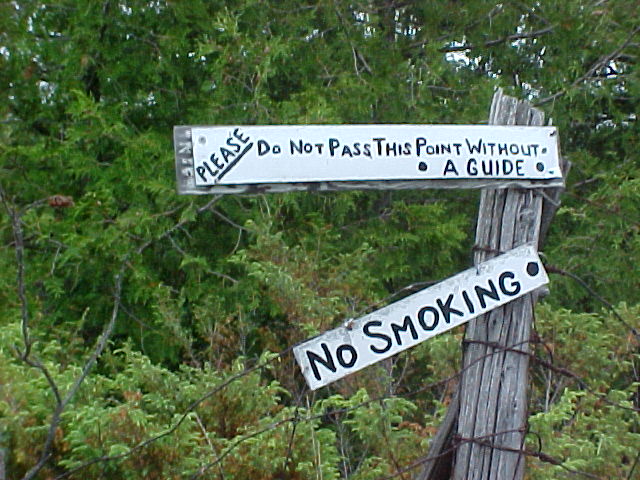 PLEASE Do Not Pass This Point Without
A GUIDE
No SMOKING